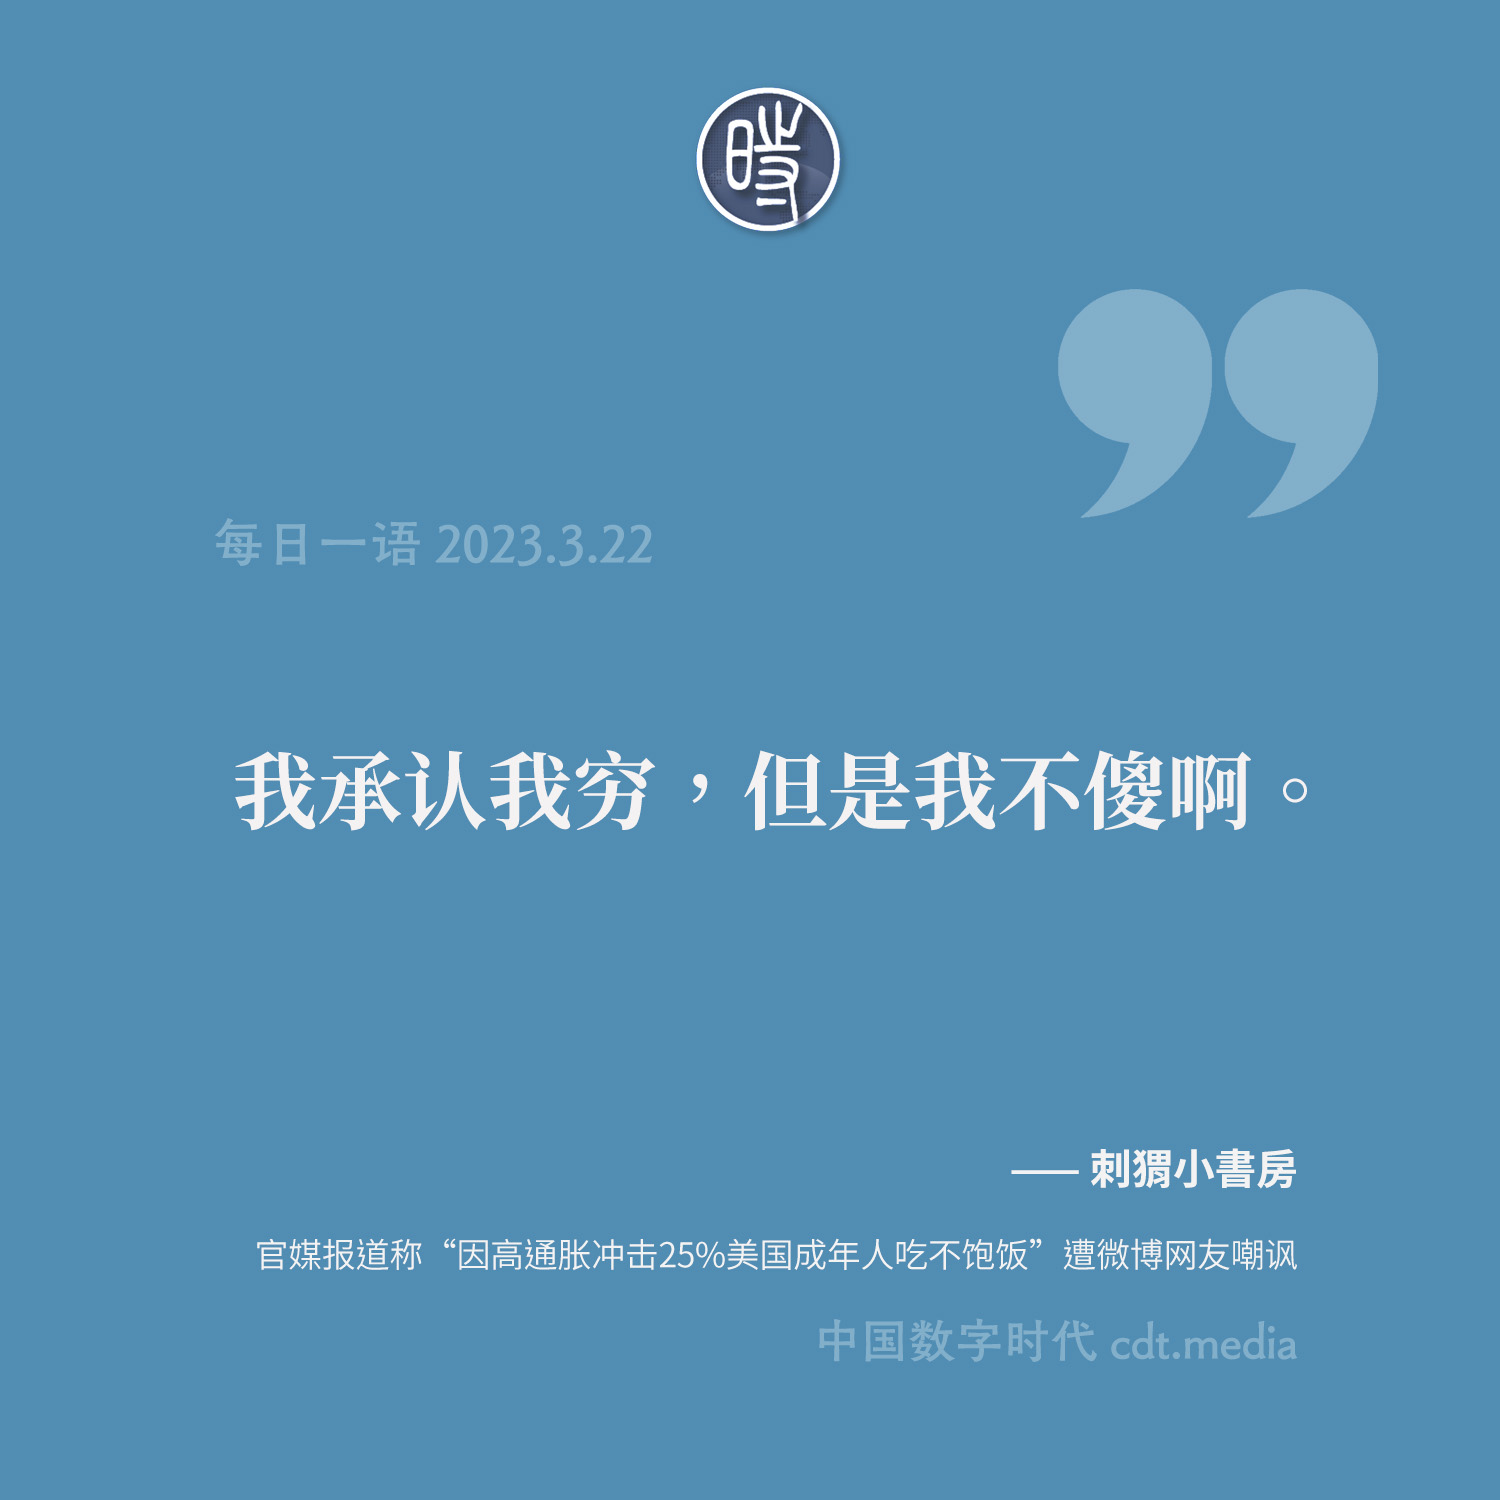 時
每日一语 2023.3.22
我承认我穷，但是我不傻啊。
—— 刺猬小書房
官媒报道称“因高通胀冲击25%美国成年人吃不饱饭”遭微博网友嘲讽
中国数字时代 cdt.media